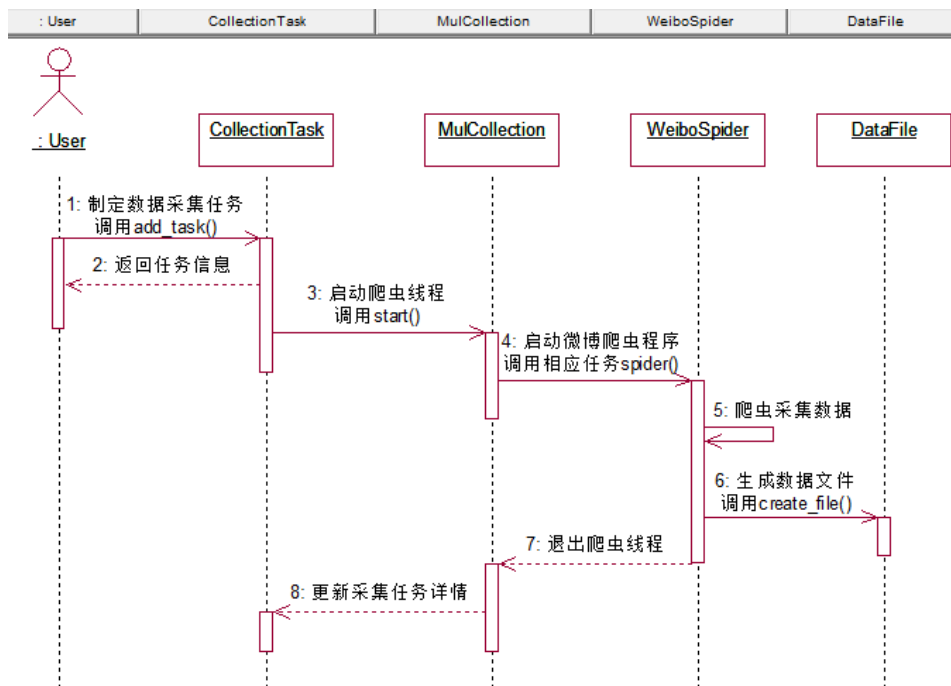 : User
CollectionTask
MulCollection
WeiboSpider
DataFile
: User
CollectionTask
MulCollection
WeiboSpider
DataFile
1: 制定数据采集任务
调用add_task()
2: 返回任务信息
3: 启动爬虫线程
调用start()
4: 启动微博爬虫程序
调用相应任务spider()
5: 爬虫采集数据
6: 生成数据文件
调用create_file()
7: 退出爬虫线程
8: 更新采集任务详情